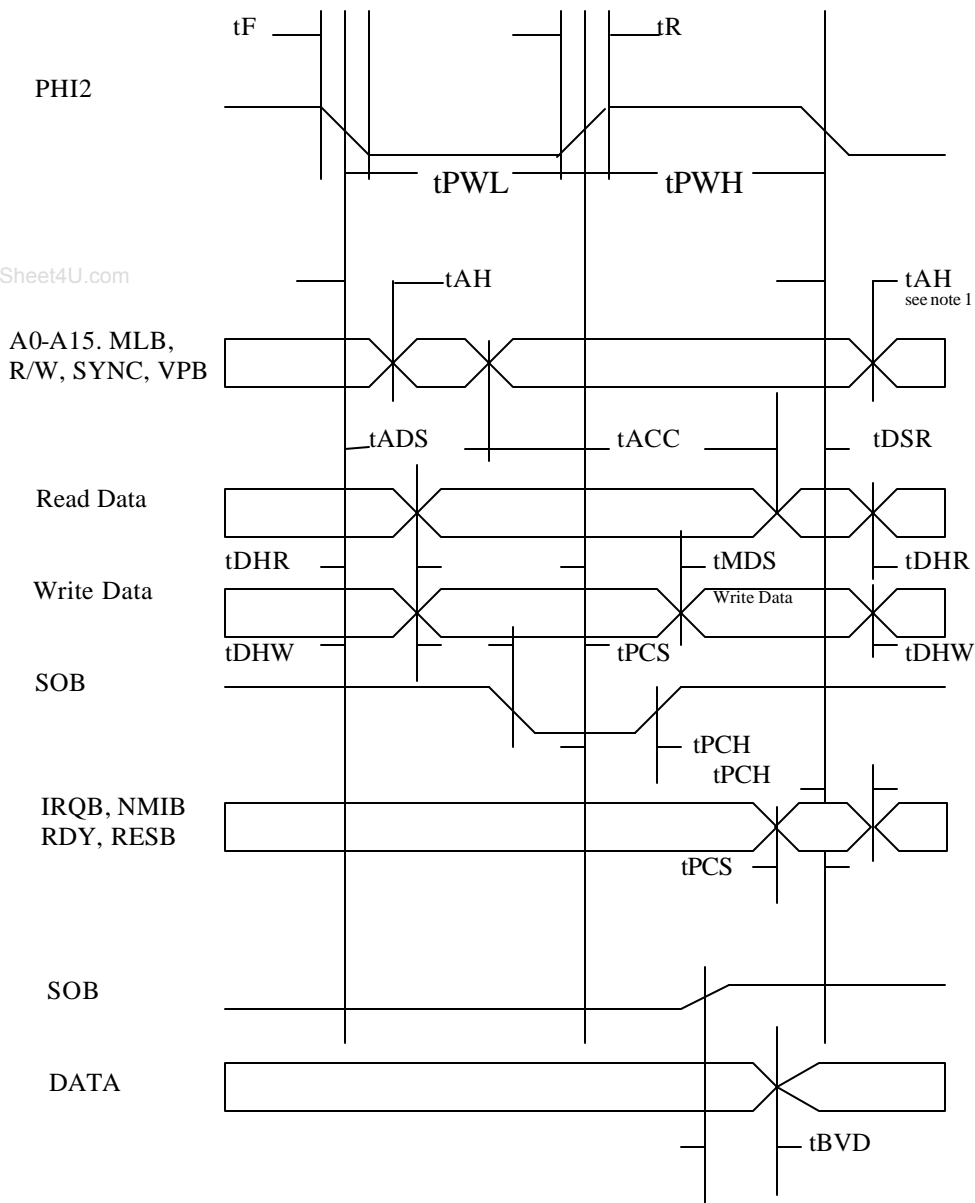 tF
tR
PHI2
tPWL
tPWH
Sheet4U.com
tAH
tAH
see note 1
A0-A15. MLB,
R/W, SYNC, VPB
tADS
tACC
tDSR
Read Data
tDHR
tMDS
tDHR
Write Data
Write Data
tDHW
tPCS
tDHW
SOB
tPCH
tPCH
IRQB, NMIB
RDY, RESB
tPCS
SOB
DATA
tBVD